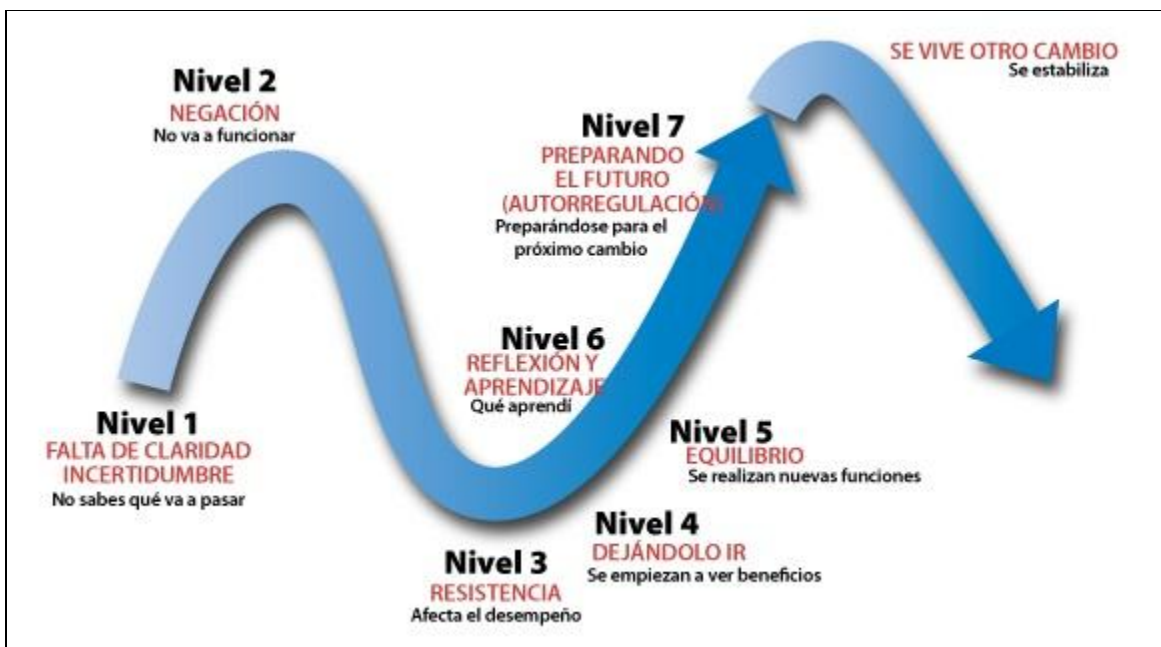 Nivel 1
FALTA DE CLARIDAD
INCERTIDUMBRE
No sabes qué va a pasar
Nivel 2
NEGACIÓN
No va a funcionar
Nivel 3
RESISTENCIA
Afecta el desempeño
Nivel 4
DEJÁNDOLO IR
Se empiezan a ver beneficios
Nivel 5
EQUILIBRIO
Se realizan nuevas funciones
Nivel 6
REFLEXIÓN Y
APRENDIZAJE
Qué aprendí
Nivel 7
PREPARANDO
EL FUTURO
(AUTORREGULACIÓN)
Preparándose para el
próximo cambio
SE VIVE OTRO CAMBIO
Se estabiliza